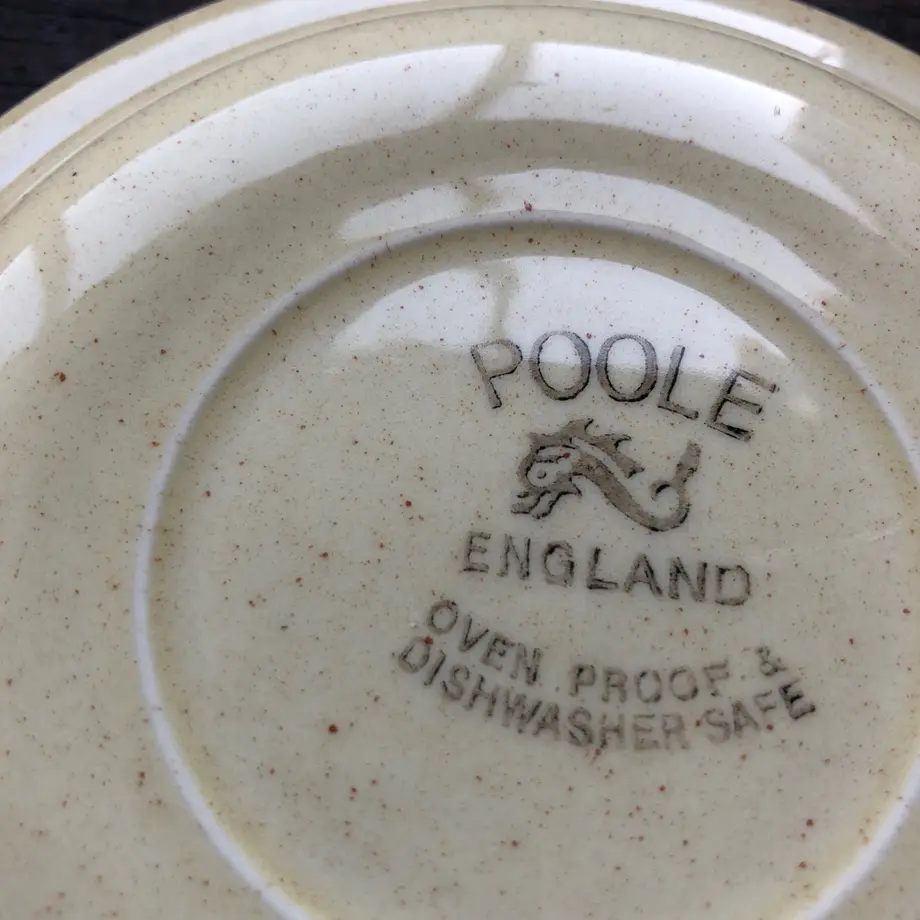 POOLE
ENGLAND
OVEN PROOF &
DISHWASHER SAFE